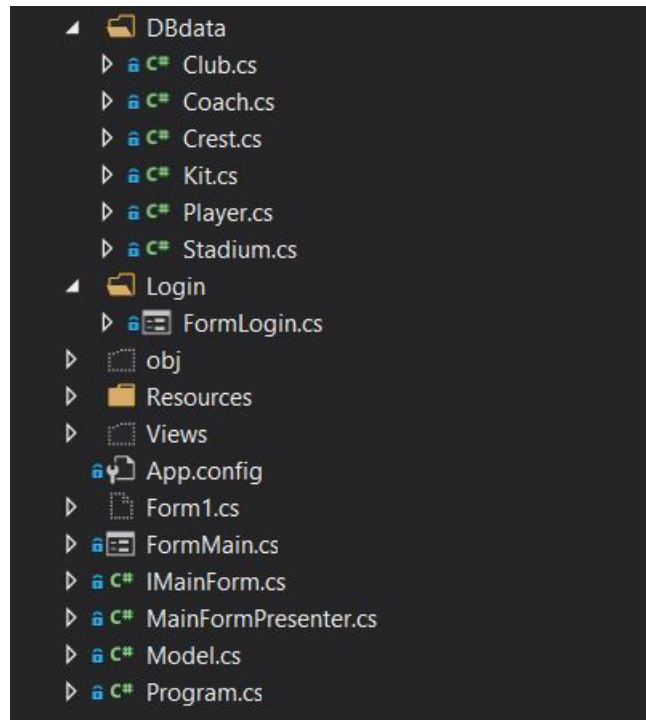 DBdata
C# Club.cs
C# Coach.cs
C# Crest.cs
C# Kit.cs
C# Player.cs
C# Stadium.cs
Login
FormLogin.cs
obj
Resources
Views
App.config
Form1.cs
FormMain.cs
C# IMainForm.cs
C# MainFormPresenter.cs
C# Model.cs
C# Program.cs